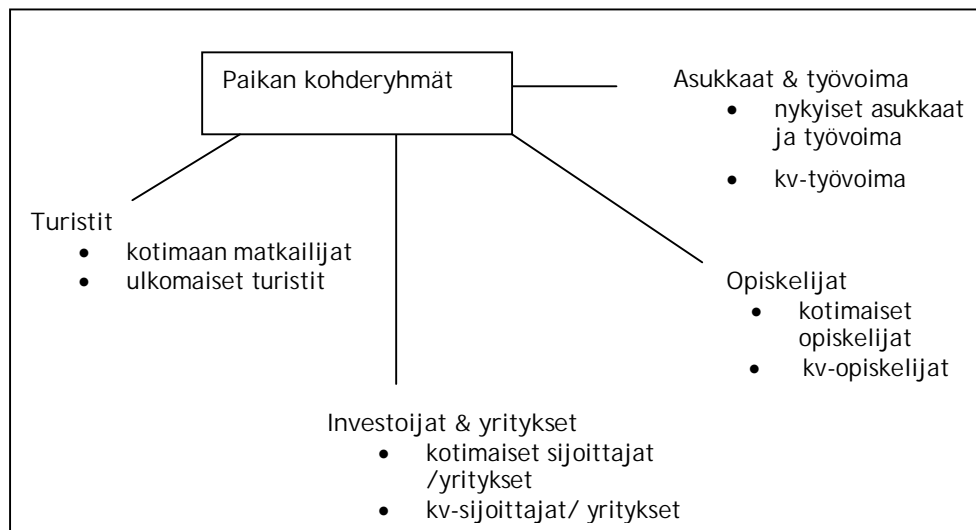 Paikan kohderyhmät
Asukkaat & työvoima
• nykyiset asukkaat
ja työvoima
• kv-työvoima
Turistit
• kotimaan matkailijat
• ulkomaiset turistit
Opiskelijat
• kotimaiset
opiskelijat
• kv-opiskelijat
Investoijat & yritykset
• kotimaiset sijoittajat
/yritykset
• kv-sijoittajat/ yritykset